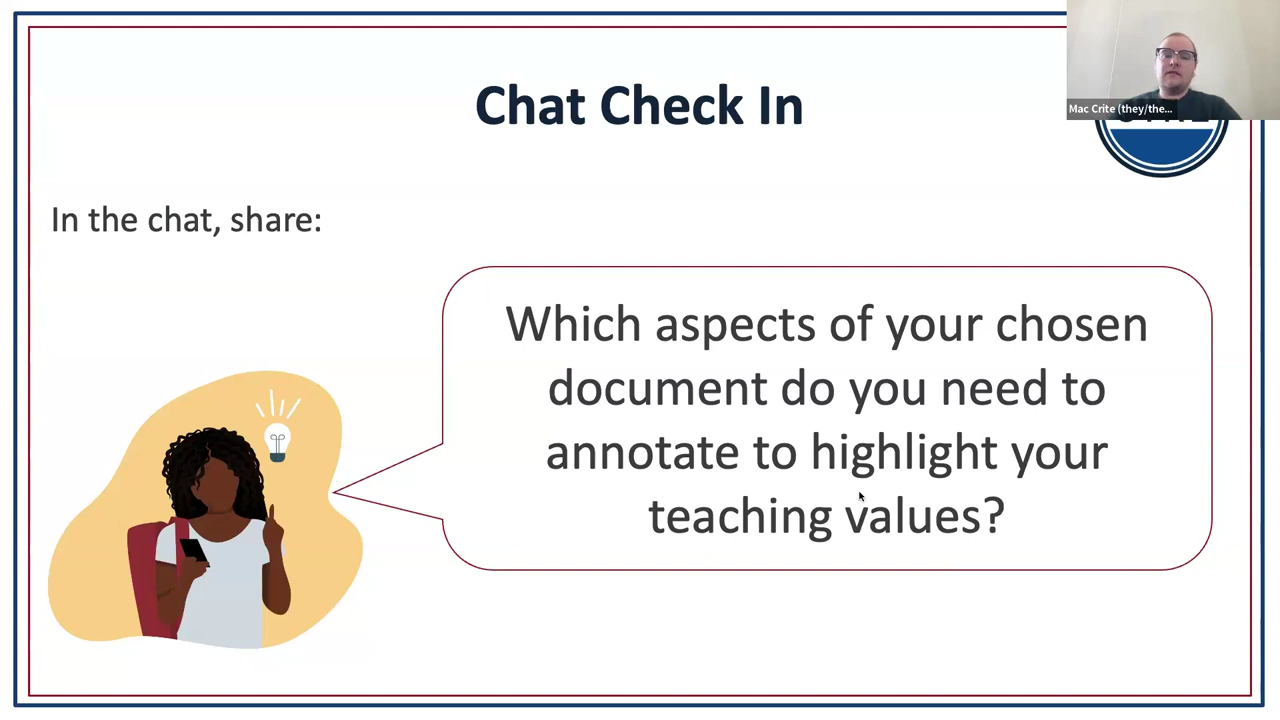 Chat Check In
Mac Crite (they/the...
In the chat, share:
Which aspects of your chosen
document do you need to
annotate to highlight your
teaching values?